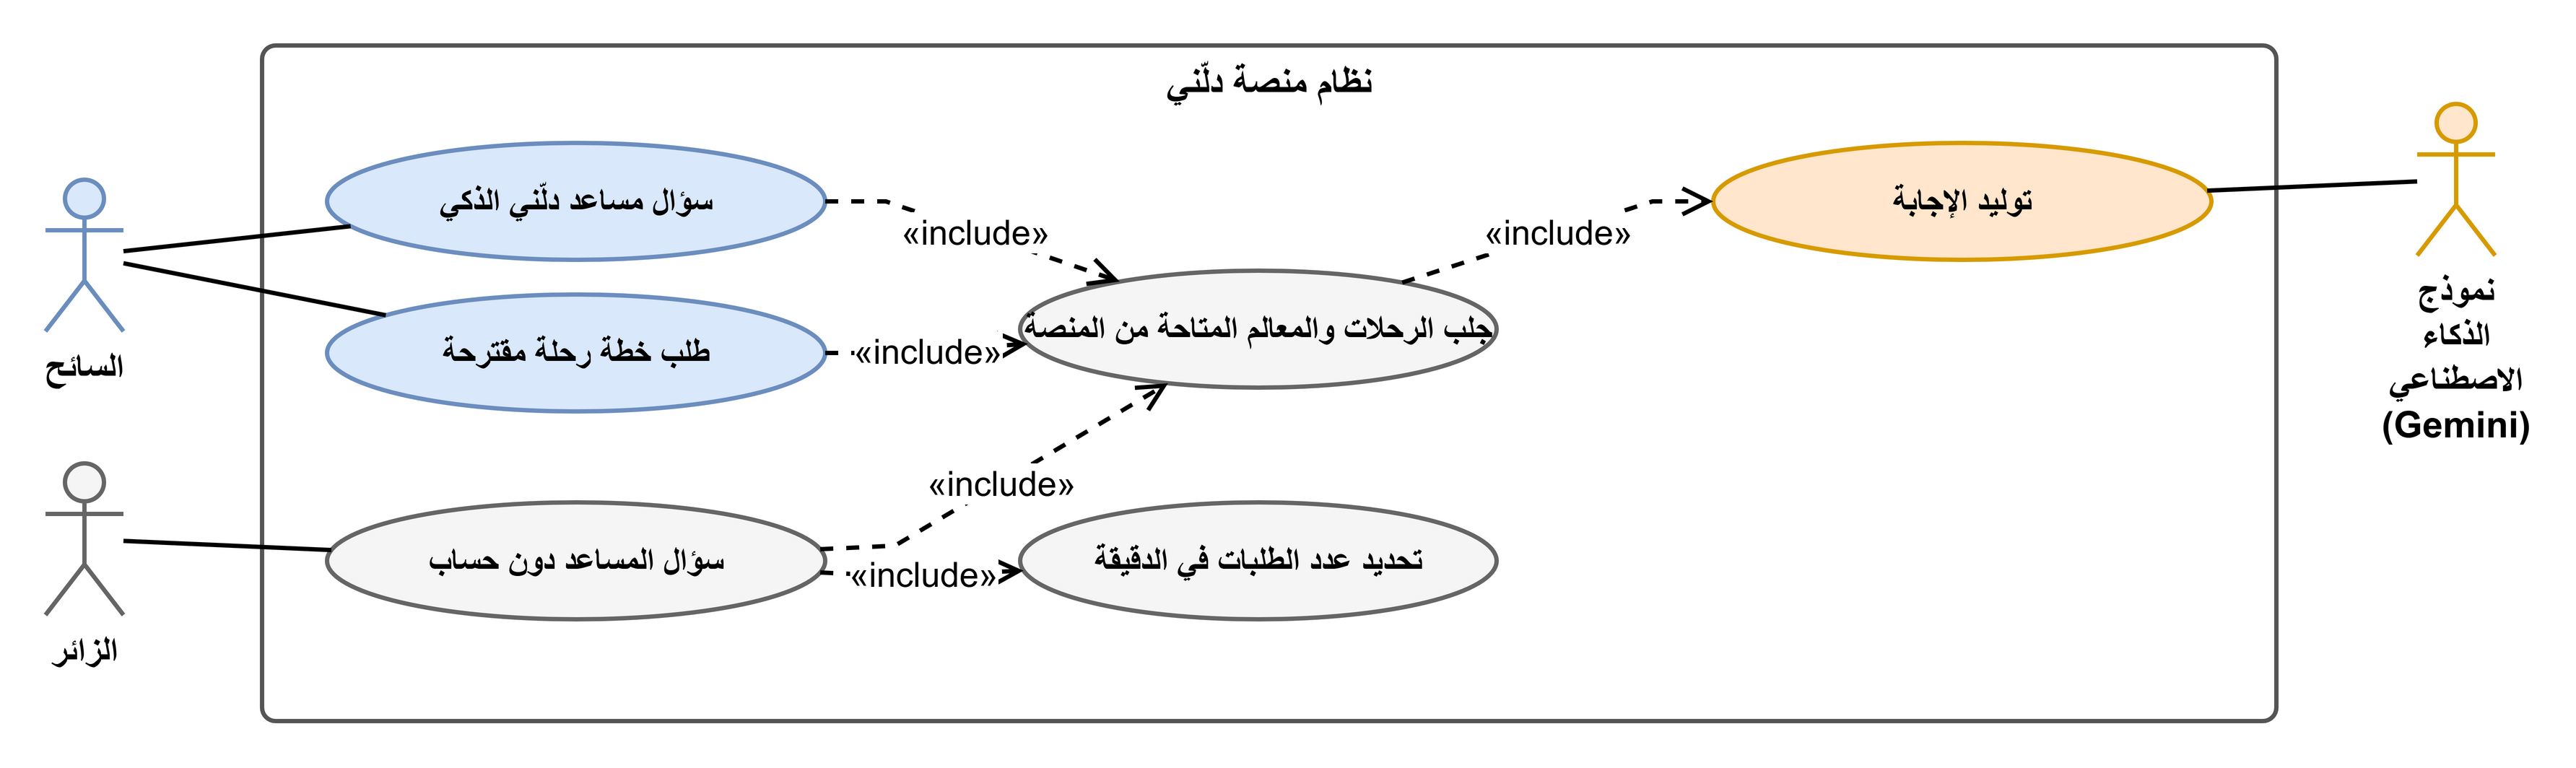 نظام منصة دلّني
سؤال مساعد دلّني الذكي
«include»
«include»
توليد الإجابة
نموذج
الذكاء
الاصطناعي
(Gemini)
السائح
طلب خطة رحلة مقترحة
«include»
جلب الرحلات والمعالم المتاحة من المنصة
«include»
الزائر
سؤال المساعد دون حساب
«include»
تحديد عدد الطلبات في الدقيقة